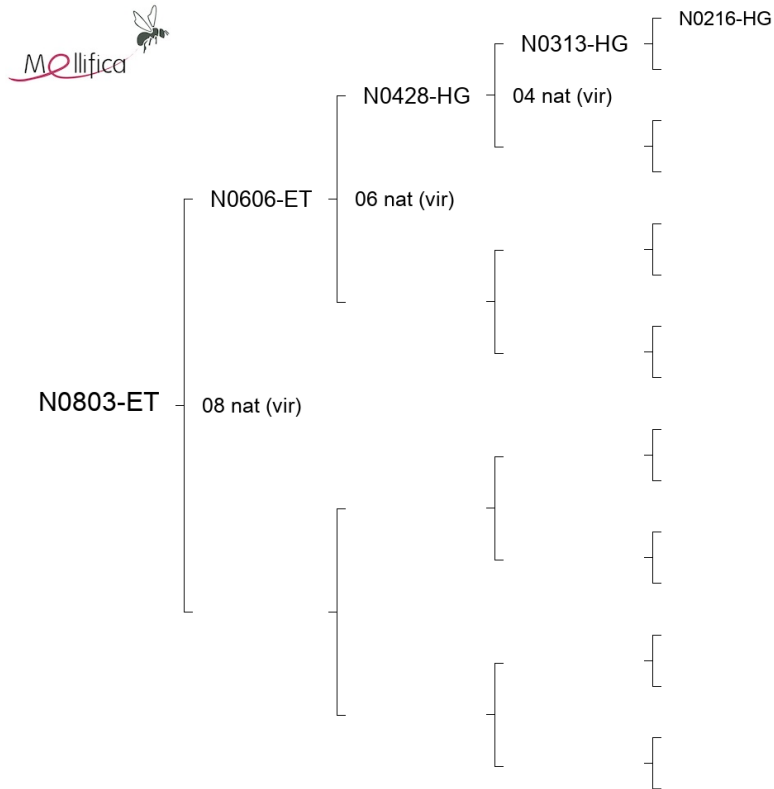 Mellifica
N0216-HG
N0313-HG
N0428-HG
04 nat (vir)
N0606-ET
06 nat (vir)
N0803-ET
08 nat (vir)